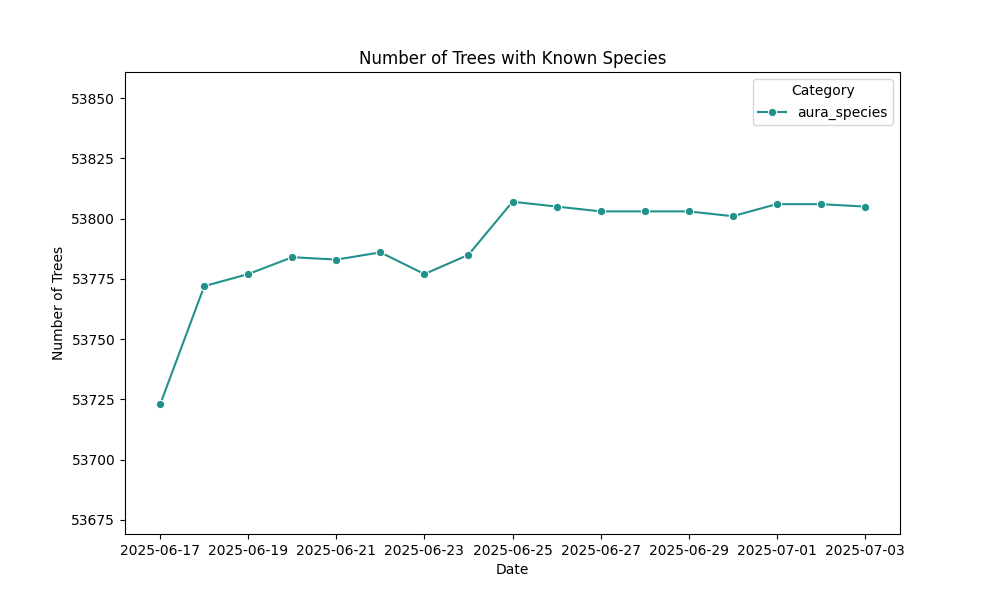 Number of Trees with Known Species
Category
aura_species
53850
53825
53800
53775
53750
53725
53700
53675
Number of Trees
2025-06-17 2025-06-19 2025-06-21 2025-06-23 2025-06-25 2025-06-27 2025-06-29 2025-07-01 2025-07-03
Date